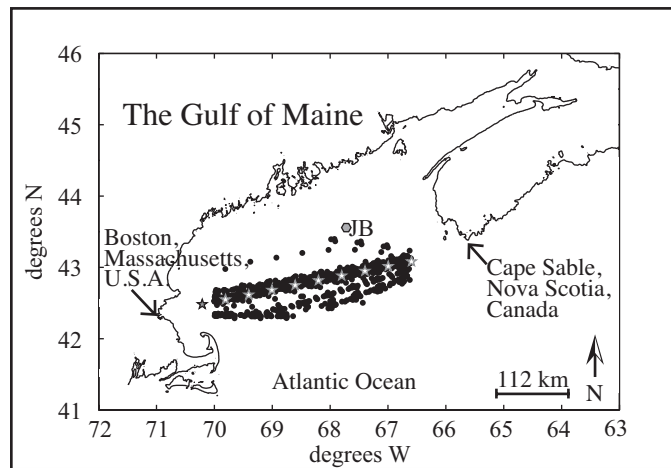 46
45
44
43
42
41
degrees N
The Gulf of Maine
JB
Boston,
Massachusetts,
U.S.A.
Cape Sable,
Nova Scotia,
Canada
Atlantic Ocean
112 km
N
72 71 70 69 68 67 66 65 64 63
degrees W